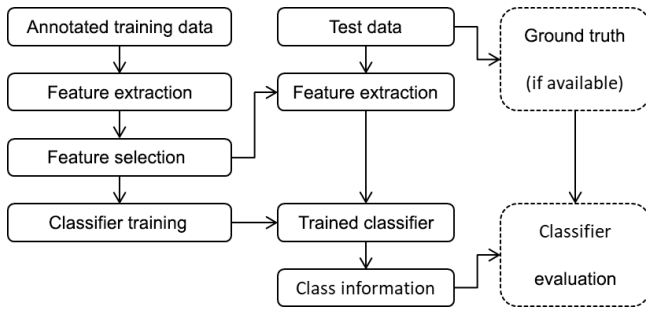 Annotated training data
Feature extraction
Feature selection
Classifier training
Test data
Feature extraction
Trained classifier
Class information
Ground truth
(if available)
Classifier
evaluation